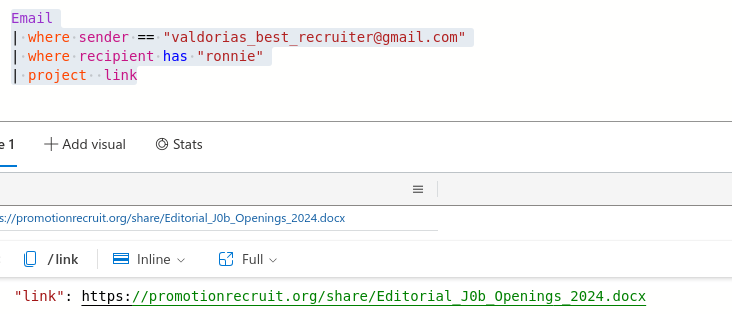 Email
| where sender == "valdorias_best_recruiter@gmail.com"
| where recipient has "ronnie"
| project  link
e 1
Add visual
Stats
s://promotionrecruit.org/share/Editorial_J0b_Openings_2024.docx
/link
Inline
Full
"link": https://promotionrecruit.org/share/Editorial_J0b_Openings_2024.docx